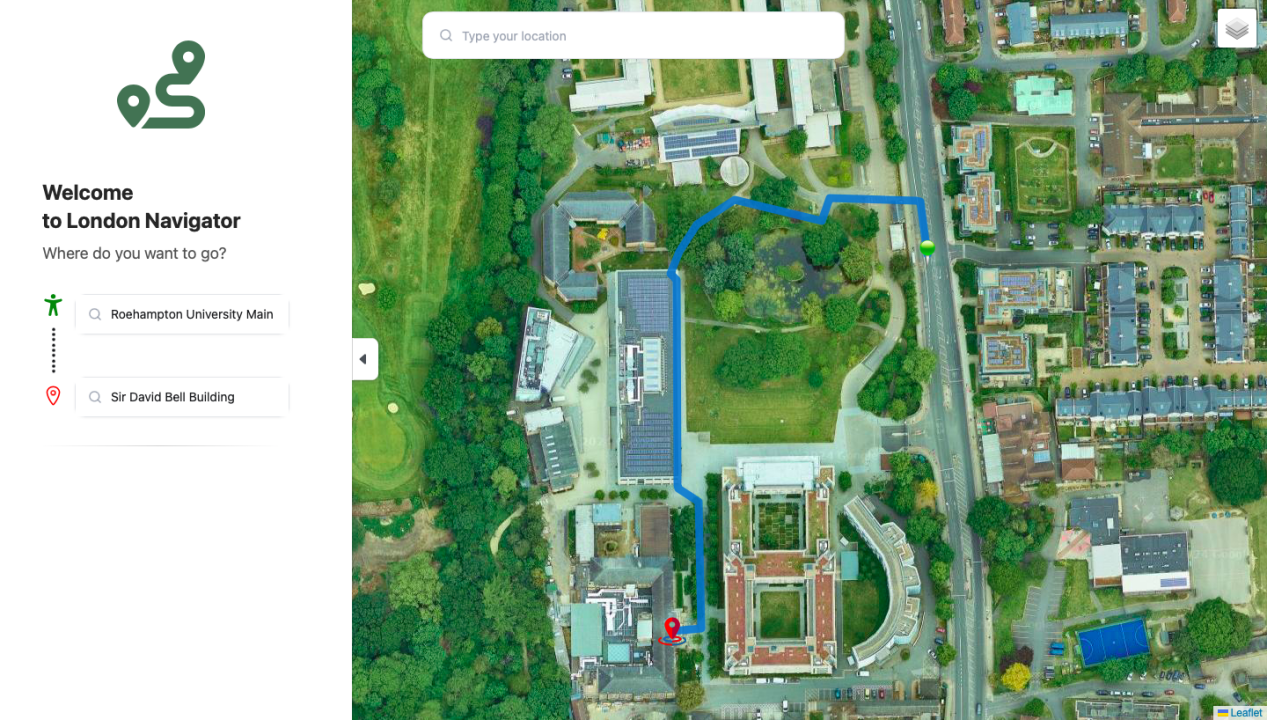 Type your location
Welcome
to London Navigator
Where do you want to go?
Roehampton University Main
Sir David Bell Building
Leaflet